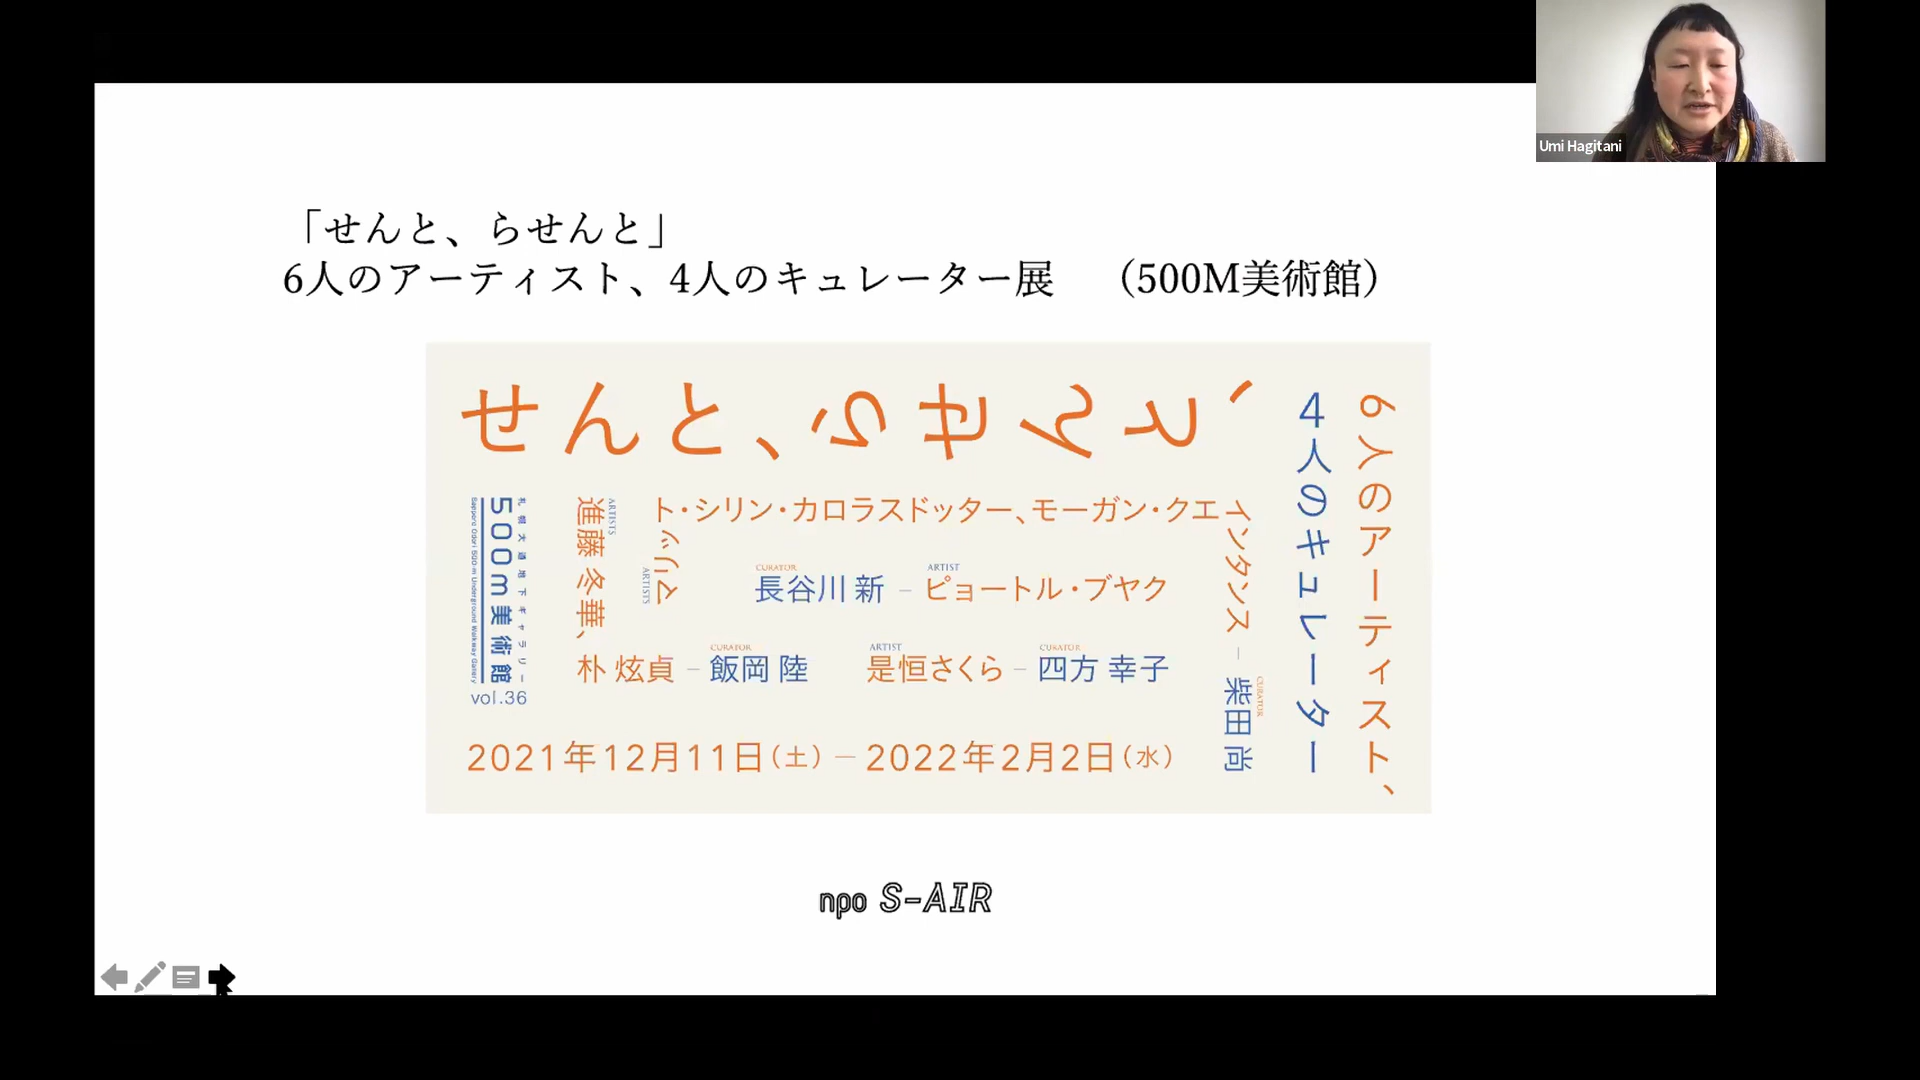 Umi Hagitani
「せんと、らせんと」
6人のアーティスト、4人のキュレーター展　（500M美術館）
せんと、らせんと、
6人のアーティスト、
4人のキュレーター
札幌大通地下ギャラリー
500m美術館
Sapporo Odori 500-m Underground Walkway Gallery
vol.36
ARTISTS
進藤 冬華、
朴 炫貞 –
CURATOR
飯岡 陸
ARTISTS
マリット・シリン・カロラスドッター、モーガン・クエインタンス –
CURATOR
柴田 尚
CURATOR
長谷川 新 –
ARTIST
ピョートル・ブヤク
ARTIST
是恒さくら –
CURATOR
四方 幸子
2021年12月11日（土）— 2022年2月2日（水）
npo S-AIR